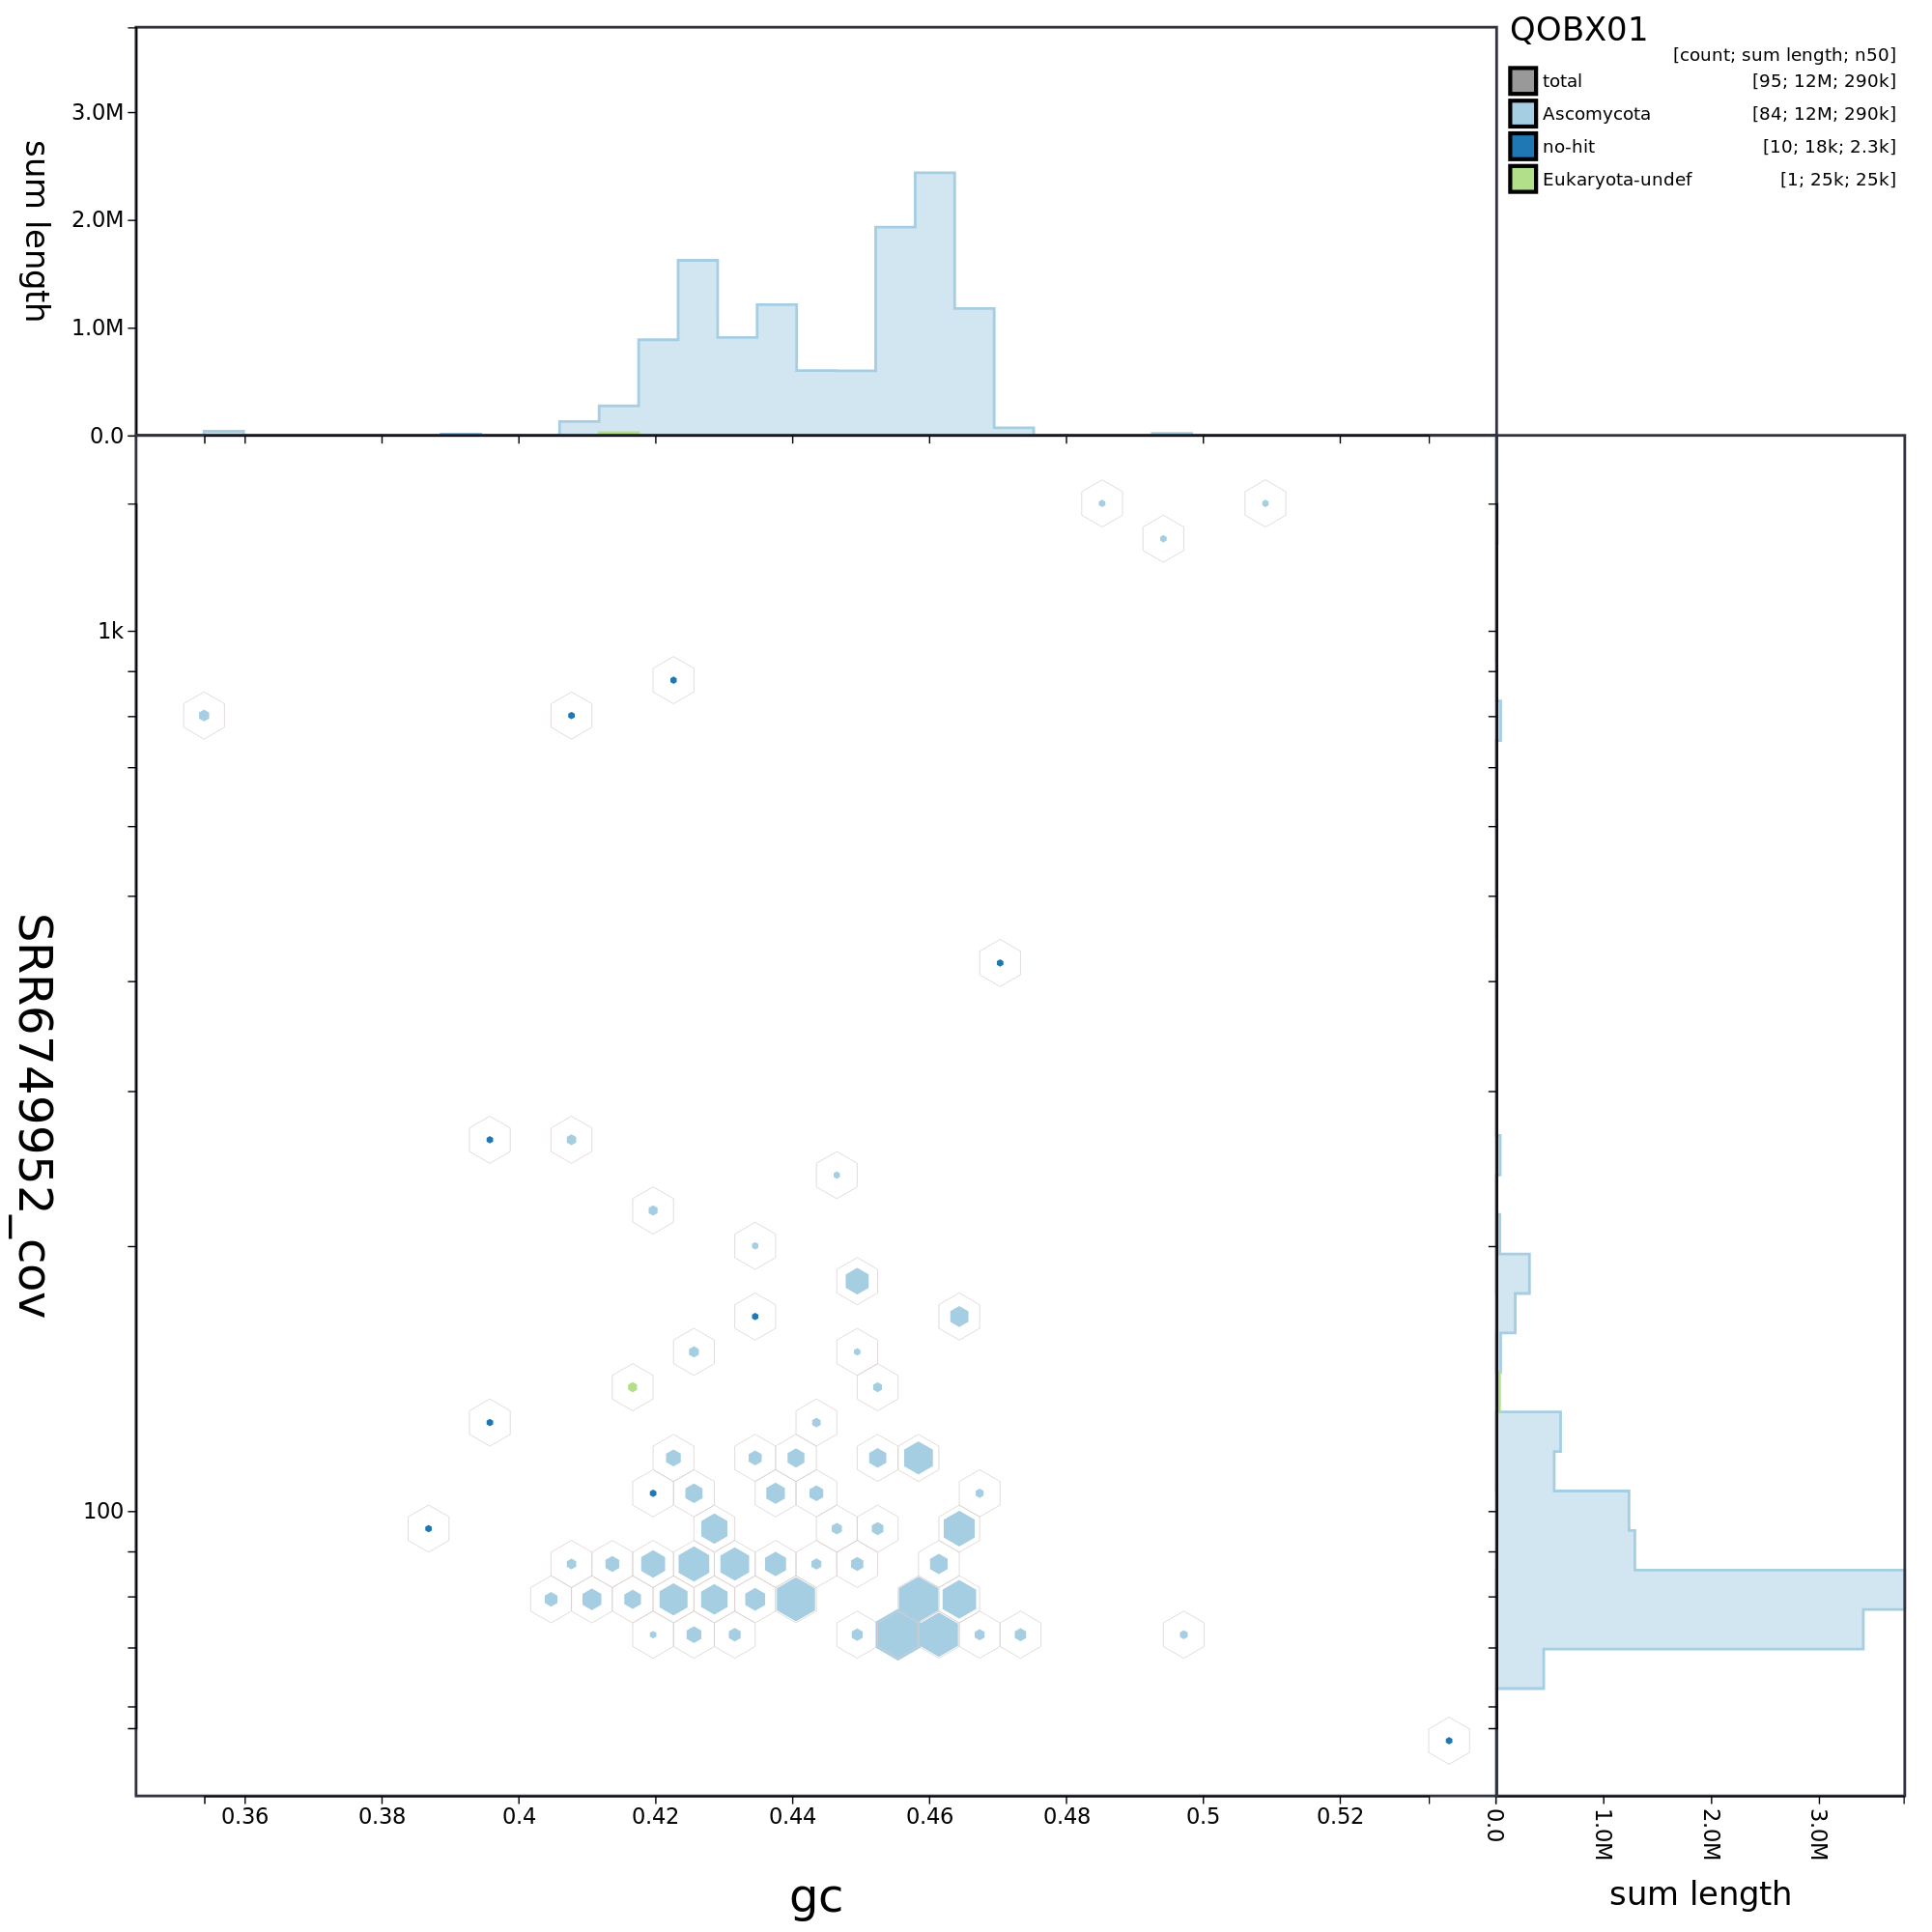 QOBX01
[count; sum length; n50]
total [95; 12M; 290k]
Ascomycota [84; 12M; 290k]
no-hit [10; 18k; 2.3k]
Eukaryota-undef [1; 25k; 25k]
sum length
3.0M
2.0M
1.0M
0.0
SRR6749952_cov
1k
100
0.36 0.38 0.4 0.42 0.44 0.46 0.48 0.5 0.52
gc
0.0 1.0M 2.0M 3.0M
sum length